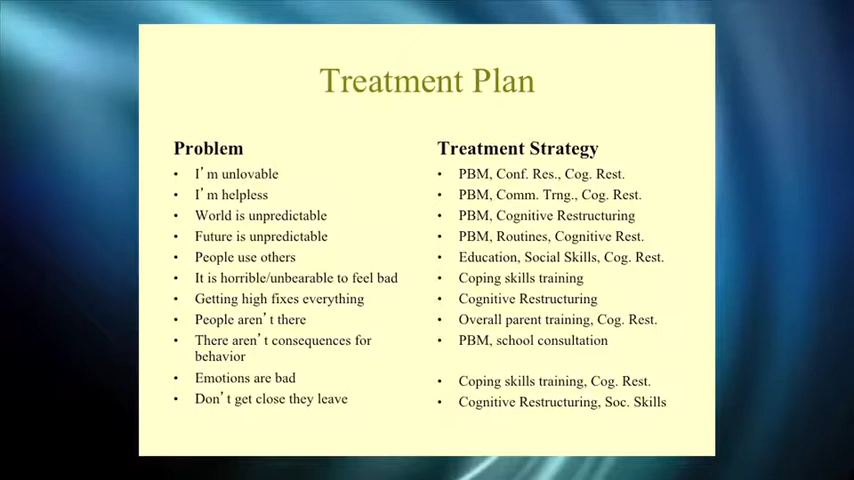 Treatment Plan
Problem
• I'm unlovable
• I'm helpless
• World is unpredictable
• Future is unpredictable
• People use others
• It is horrible/unbearable to feel bad
• Getting high fixes everything
• People aren't there
• There aren't consequences for
behavior
• Emotions are bad
• Don't get close they leave
Treatment Strategy
• PBM, Conf. Res., Cog. Rest.
• PBM, Comm. Trng., Cog. Rest.
• PBM, Cognitive Restructuring
• PBM, Routines, Cognitive Rest.
• Education, Social Skills, Cog. Rest.
• Coping skills training
• Cognitive Restructuring
• Overall parent training, Cog. Rest.
• PBM, school consultation
• Coping skills training, Cog. Rest.
• Cognitive Restructuring, Soc. Skills